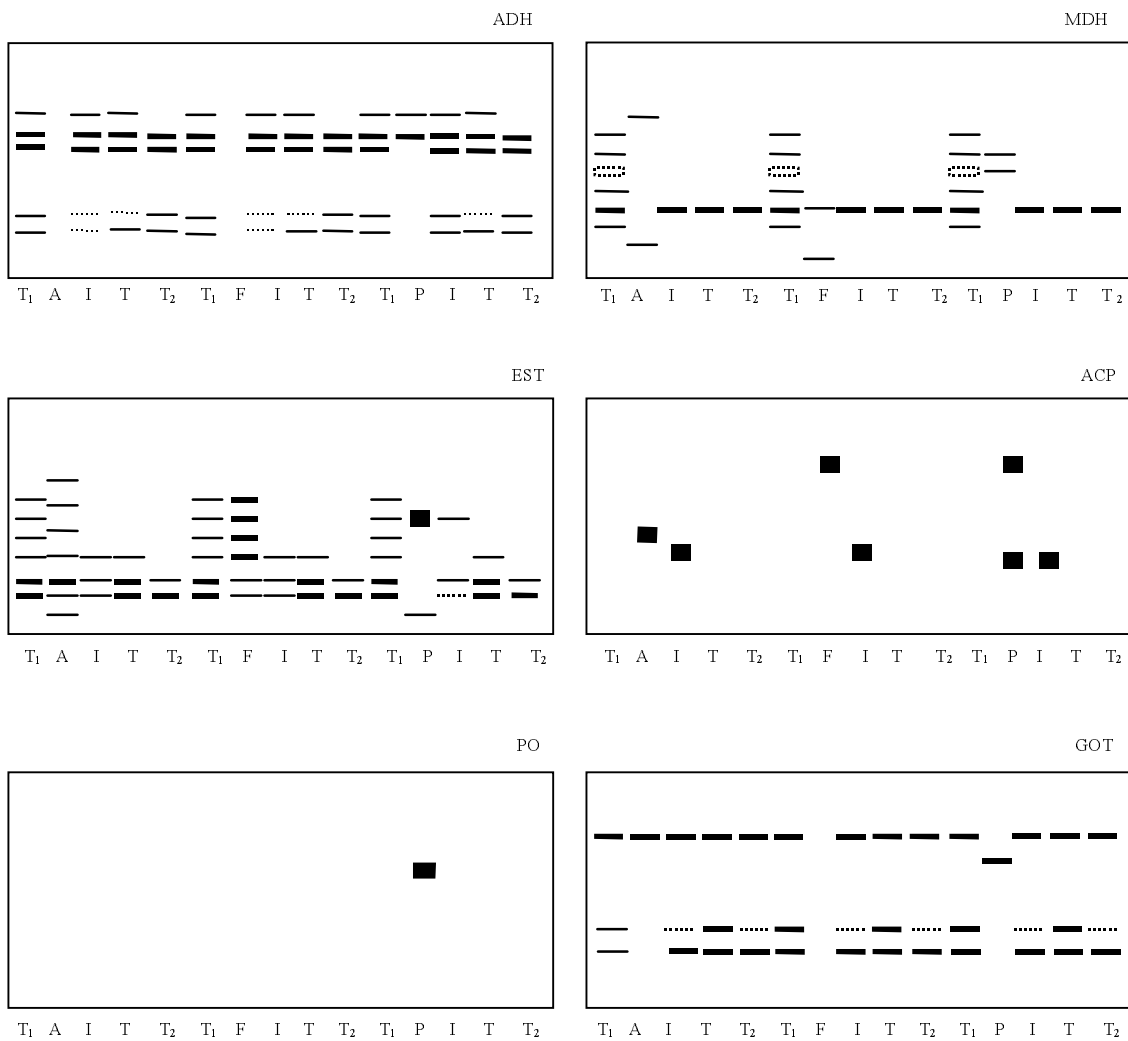 ADH
MDH
T₁ A I T T₂ T₁ F I T T₂ T₁ P I T T₂
T₁ A I T T₂ T₁ F I T T₂ T₁ P I T T₂
EST
ACP
T₁ A I T T₂ T₁ F I T T₂ T₁ P I T T₂
T₁ A I T T₂ T₁ F I T T₂ T₁ P I T T₂
PO
GOT
T₁ A I T T₂ T₁ F I T T₂ T₁ P I T T₂
T₁ A I T T₂ T₁ F I T T₂ T₁ P I T T₂